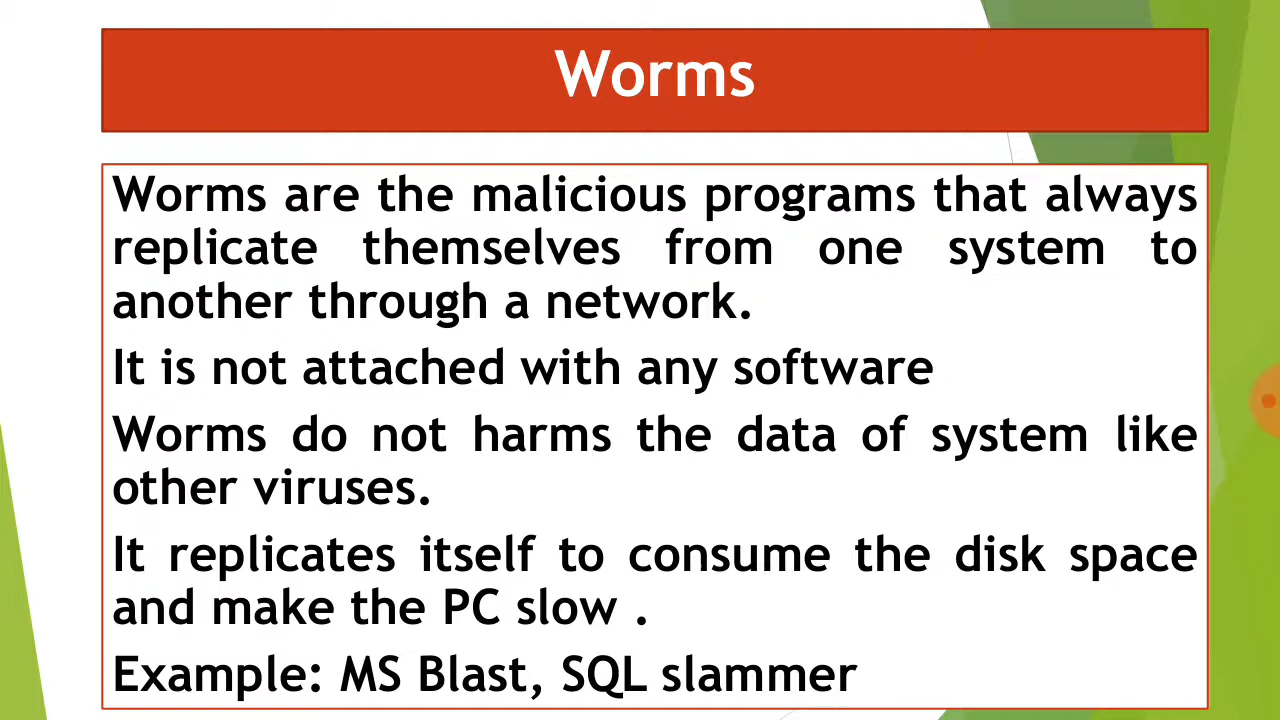 Worms
Worms are the malicious programs that always
replicate themselves from one system to
another through a network.
It is not attached with any software
Worms do not harms the data of system like
other viruses.
It replicates itself to consume the disk space
and make the PC slow .
Example: MS Blast, SQL slammer